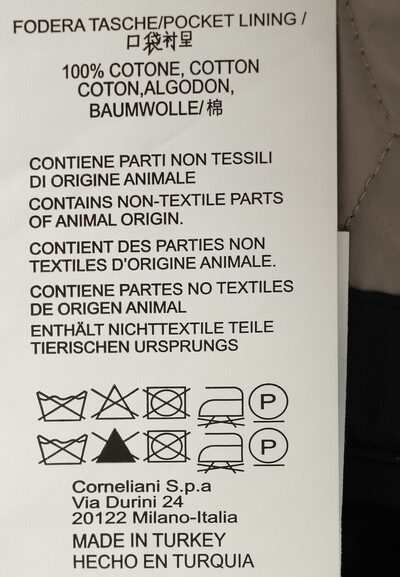 FODERA TASCHE/POCKET LINING /
口袋衬呈
100% COTONE, COTTON
COTON,ALGODON,
BAUMWOLLE/棉
CONTIENE PARTI NON TESSILI
DI ORIGINE ANIMALE
CONTAINS NON-TEXTILE PARTS
OF ANIMAL ORIGIN.
CONTIENT DES PARTIES NON
TEXTILES D'ORIGINE ANIMALE.
CONTIENE PARTES NO TEXTILES
DE ORIGEN ANIMAL
ENTHÄLT NICHTTEXTILE TEILE
TIERISCHEN URSPRUNGS
P
P
Corneliani S.p.a
Via Durini 24
20122 Milano-Italia
MADE IN TURKEY
HECHO EN TURQUIA